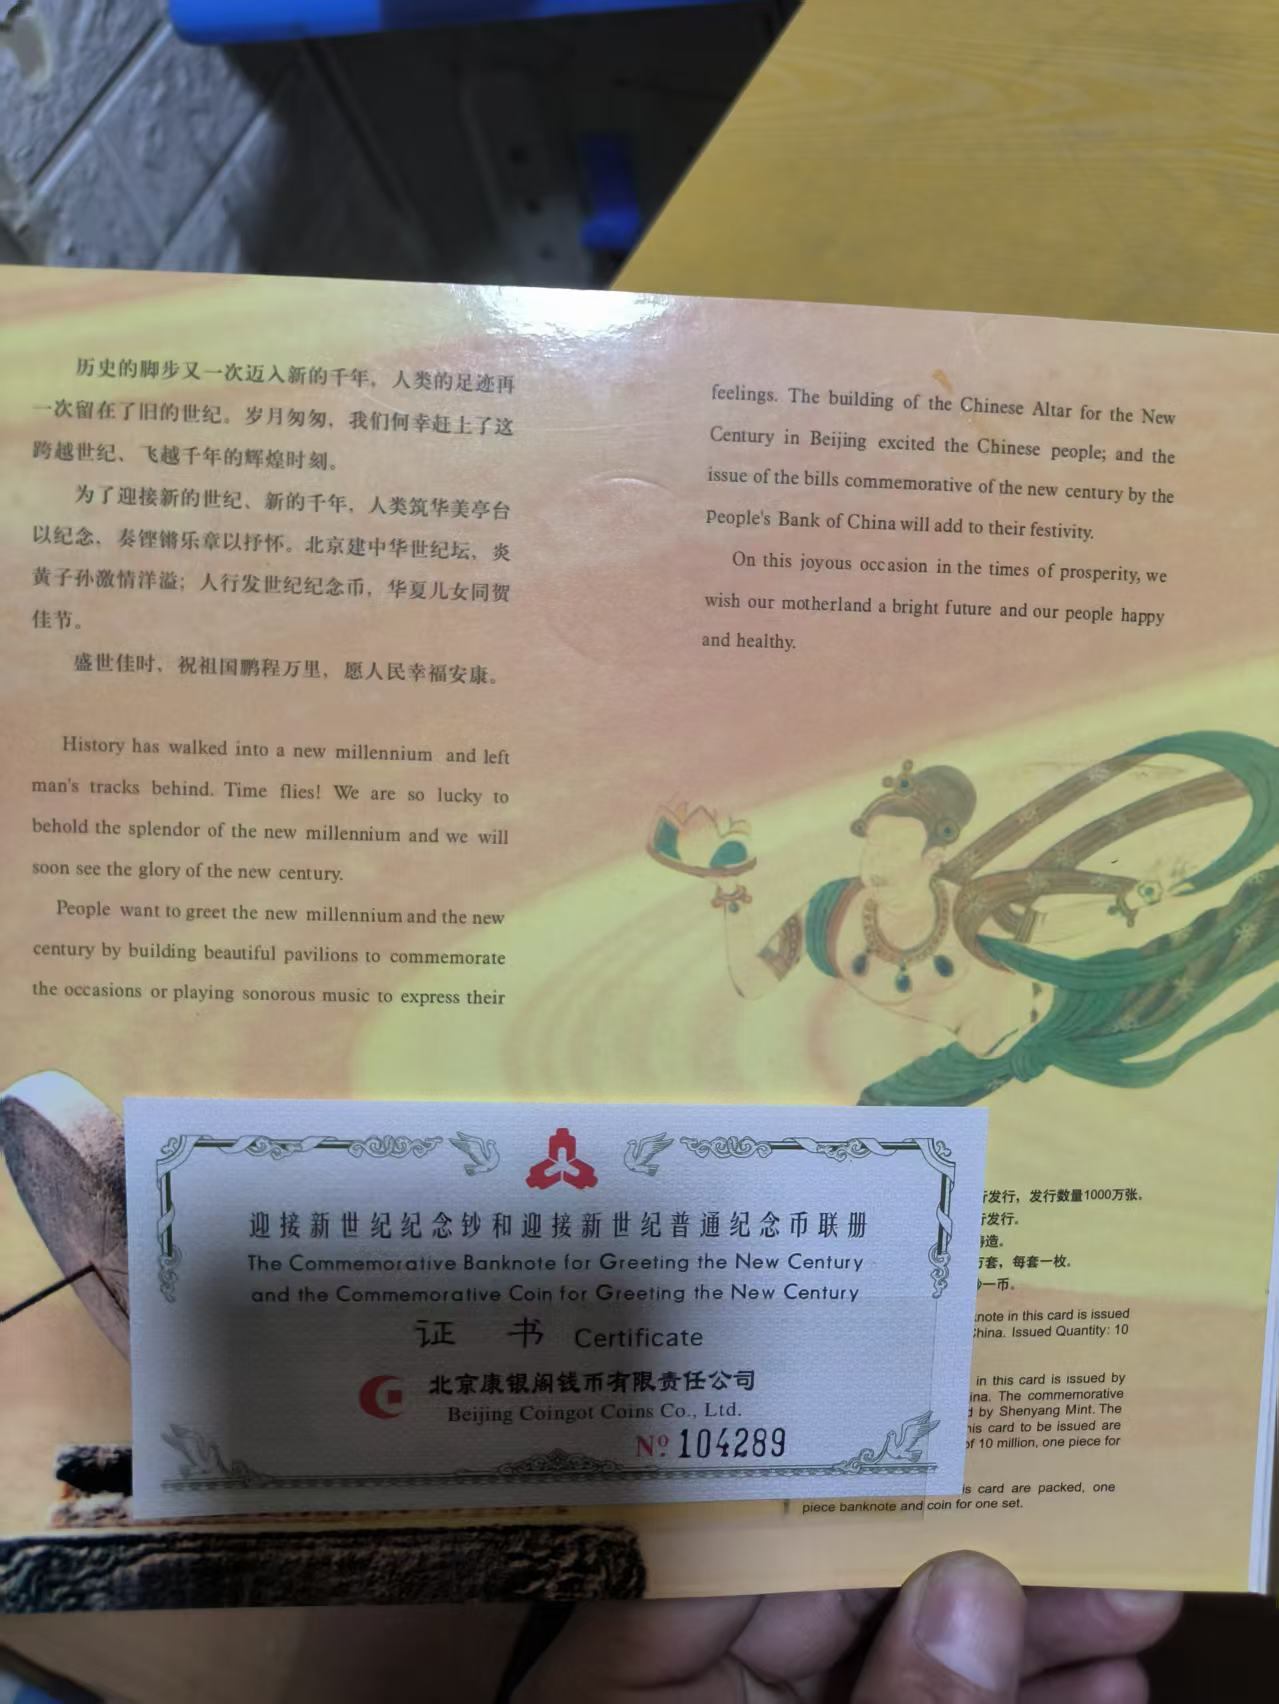 历史的脚步又一次迈入新的千年，人类的足迹再
一次留在了旧的世纪。岁月匆匆，我们何幸赶上了这
跨越世纪、飞越千年的辉煌时刻。
为了迎接新的世纪、新的千年，人类筑华美亭台
以纪念，奏铿锵乐章以抒怀。北京建中华世纪坛，炎
黄子孙激情洋溢；人行发世纪纪念币，华夏儿女同贺
佳节。
盛世佳时，祝祖国鹏程万里，愿人民幸福安康。
History has walked into a new millennium and left
man's tracks behind. Time flies! We are so lucky to
behold the splendor of the new millennium and we will
soon see the glory of the new century.
People want to greet the new millennium and the new
century by building beautiful pavilions to commemorate
the occasions or playing sonorous music to express their
feelings. The building of the Chinese Altar for the New
Century in Beijing excited the Chinese people; and the
issue of the bills commemorative of the new century by the
People's Bank of China will add to their festivity.
On this joyous occasion in the times of prosperity, we
wish our motherland a bright future and our people happy
and healthy.
迎接新世纪纪念钞和迎接新世纪普通纪念币联册
The Commemorative Banknote for Greeting the New Century
and the Commemorative Coin for Greeting the New Century
证 书 Certificate
北京康银阁钱币有限责任公司
Beijing Coingot Coins Co., Ltd.
№ 104289
行发行，发行数量1000万张。
行发行。
铸造。
万套，每套一枚。
一币。
note in this card is issued
China. Issued Quantity: 10
in this card is issued by
ina. The commemorative
d by Shenyang Mint. The
his card to be issued are
of 10 million, one piece for
is card are packed, one
piece banknote and coin for one set.